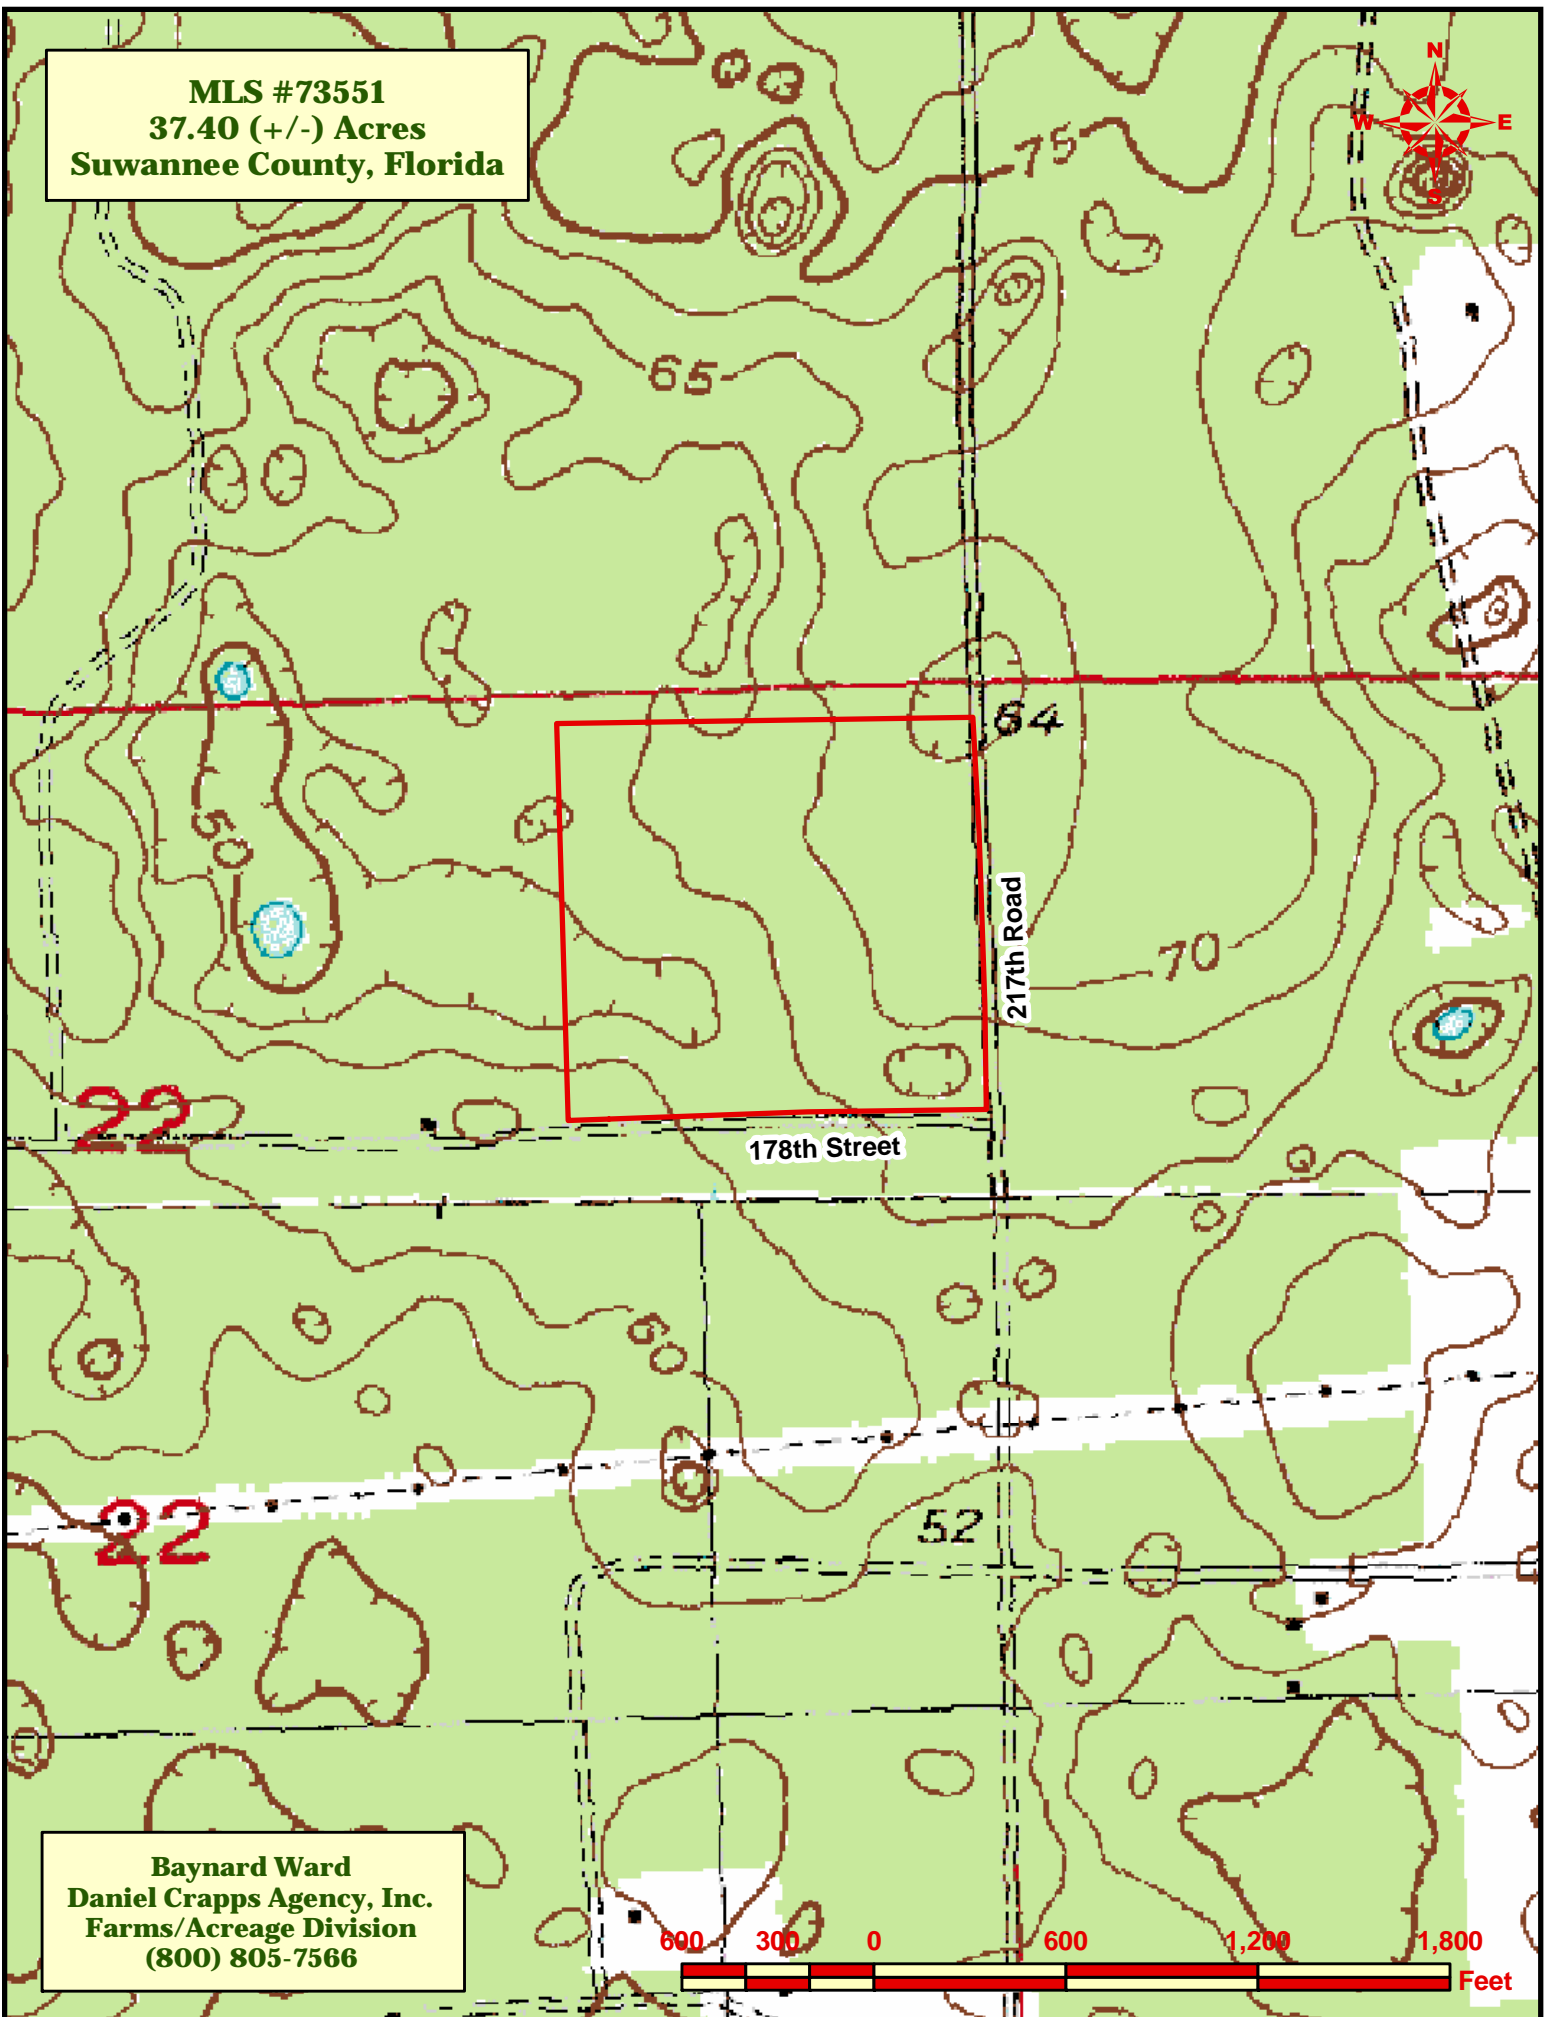 MLS #73551
37.40 (+/-) Acres
Suwannee County, Florida
N
W
E
S
75
65
64
50
217th Road
70
22
178th Street
60
22
52
Baynard Ward
Daniel Crapps Agency, Inc.
Farms/Acreage Division
(800) 805-7566
600 300 0 600 1,200 1,800
Feet